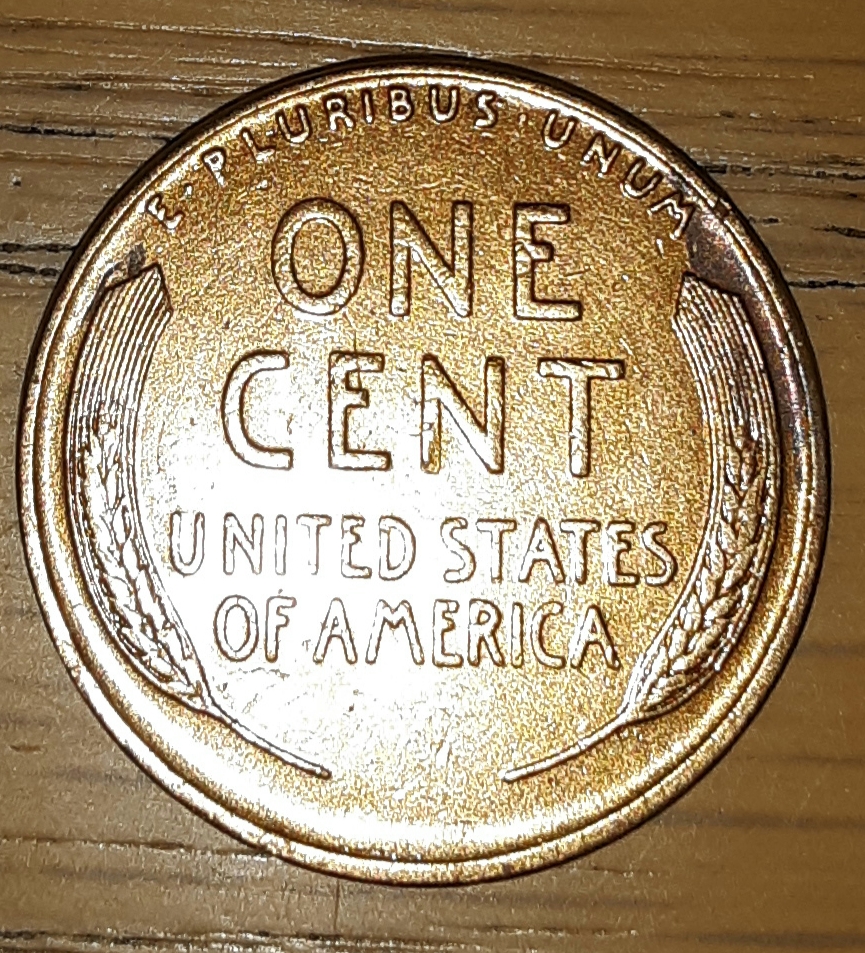 E · PLURIBUS · UNUM
ONE
CENT
UNITED STATES
OF AMERICA